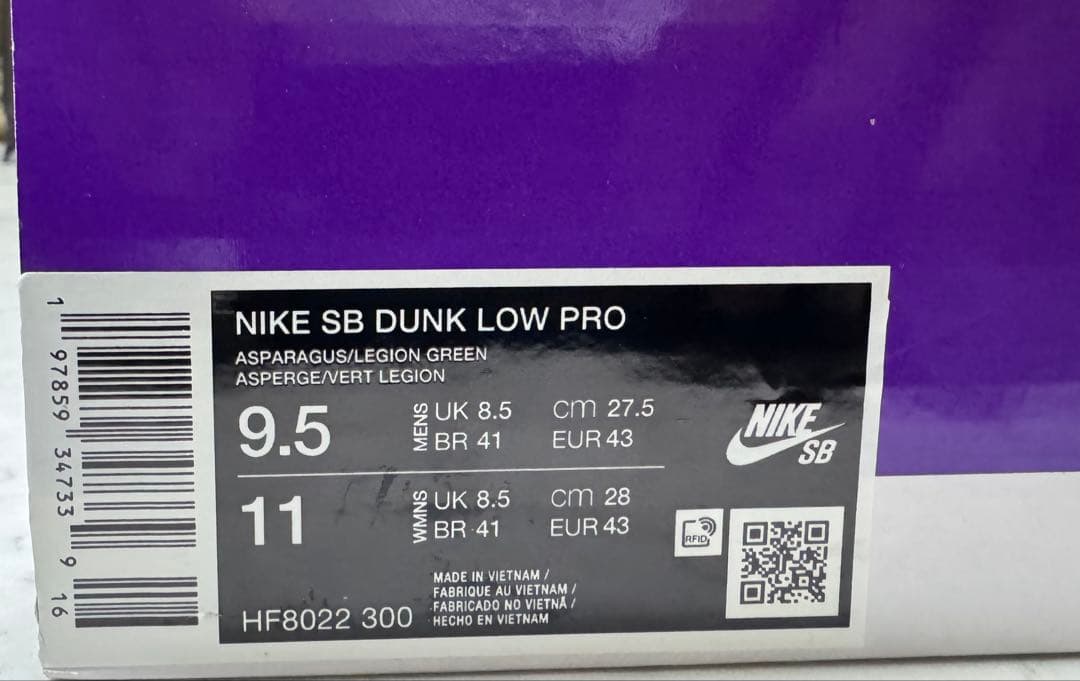 1 97859 34733 9 16
NIKE SB DUNK LOW PRO
ASPARAGUS/LEGION GREEN
ASPERGE/VERT LEGION
9.5 MENS UK 8.5 cm 27.5
BR 41 EUR 43
11 WMNS UK 8.5 cm 28
BR 41 EUR 43
NIKE
SB
RFID
MADE IN VIETNAM /
FABRIQUE AU VIETNAM /
FABRICADO NO VIETNÃ /
HECHO EN VIETNAM
HF8022 300